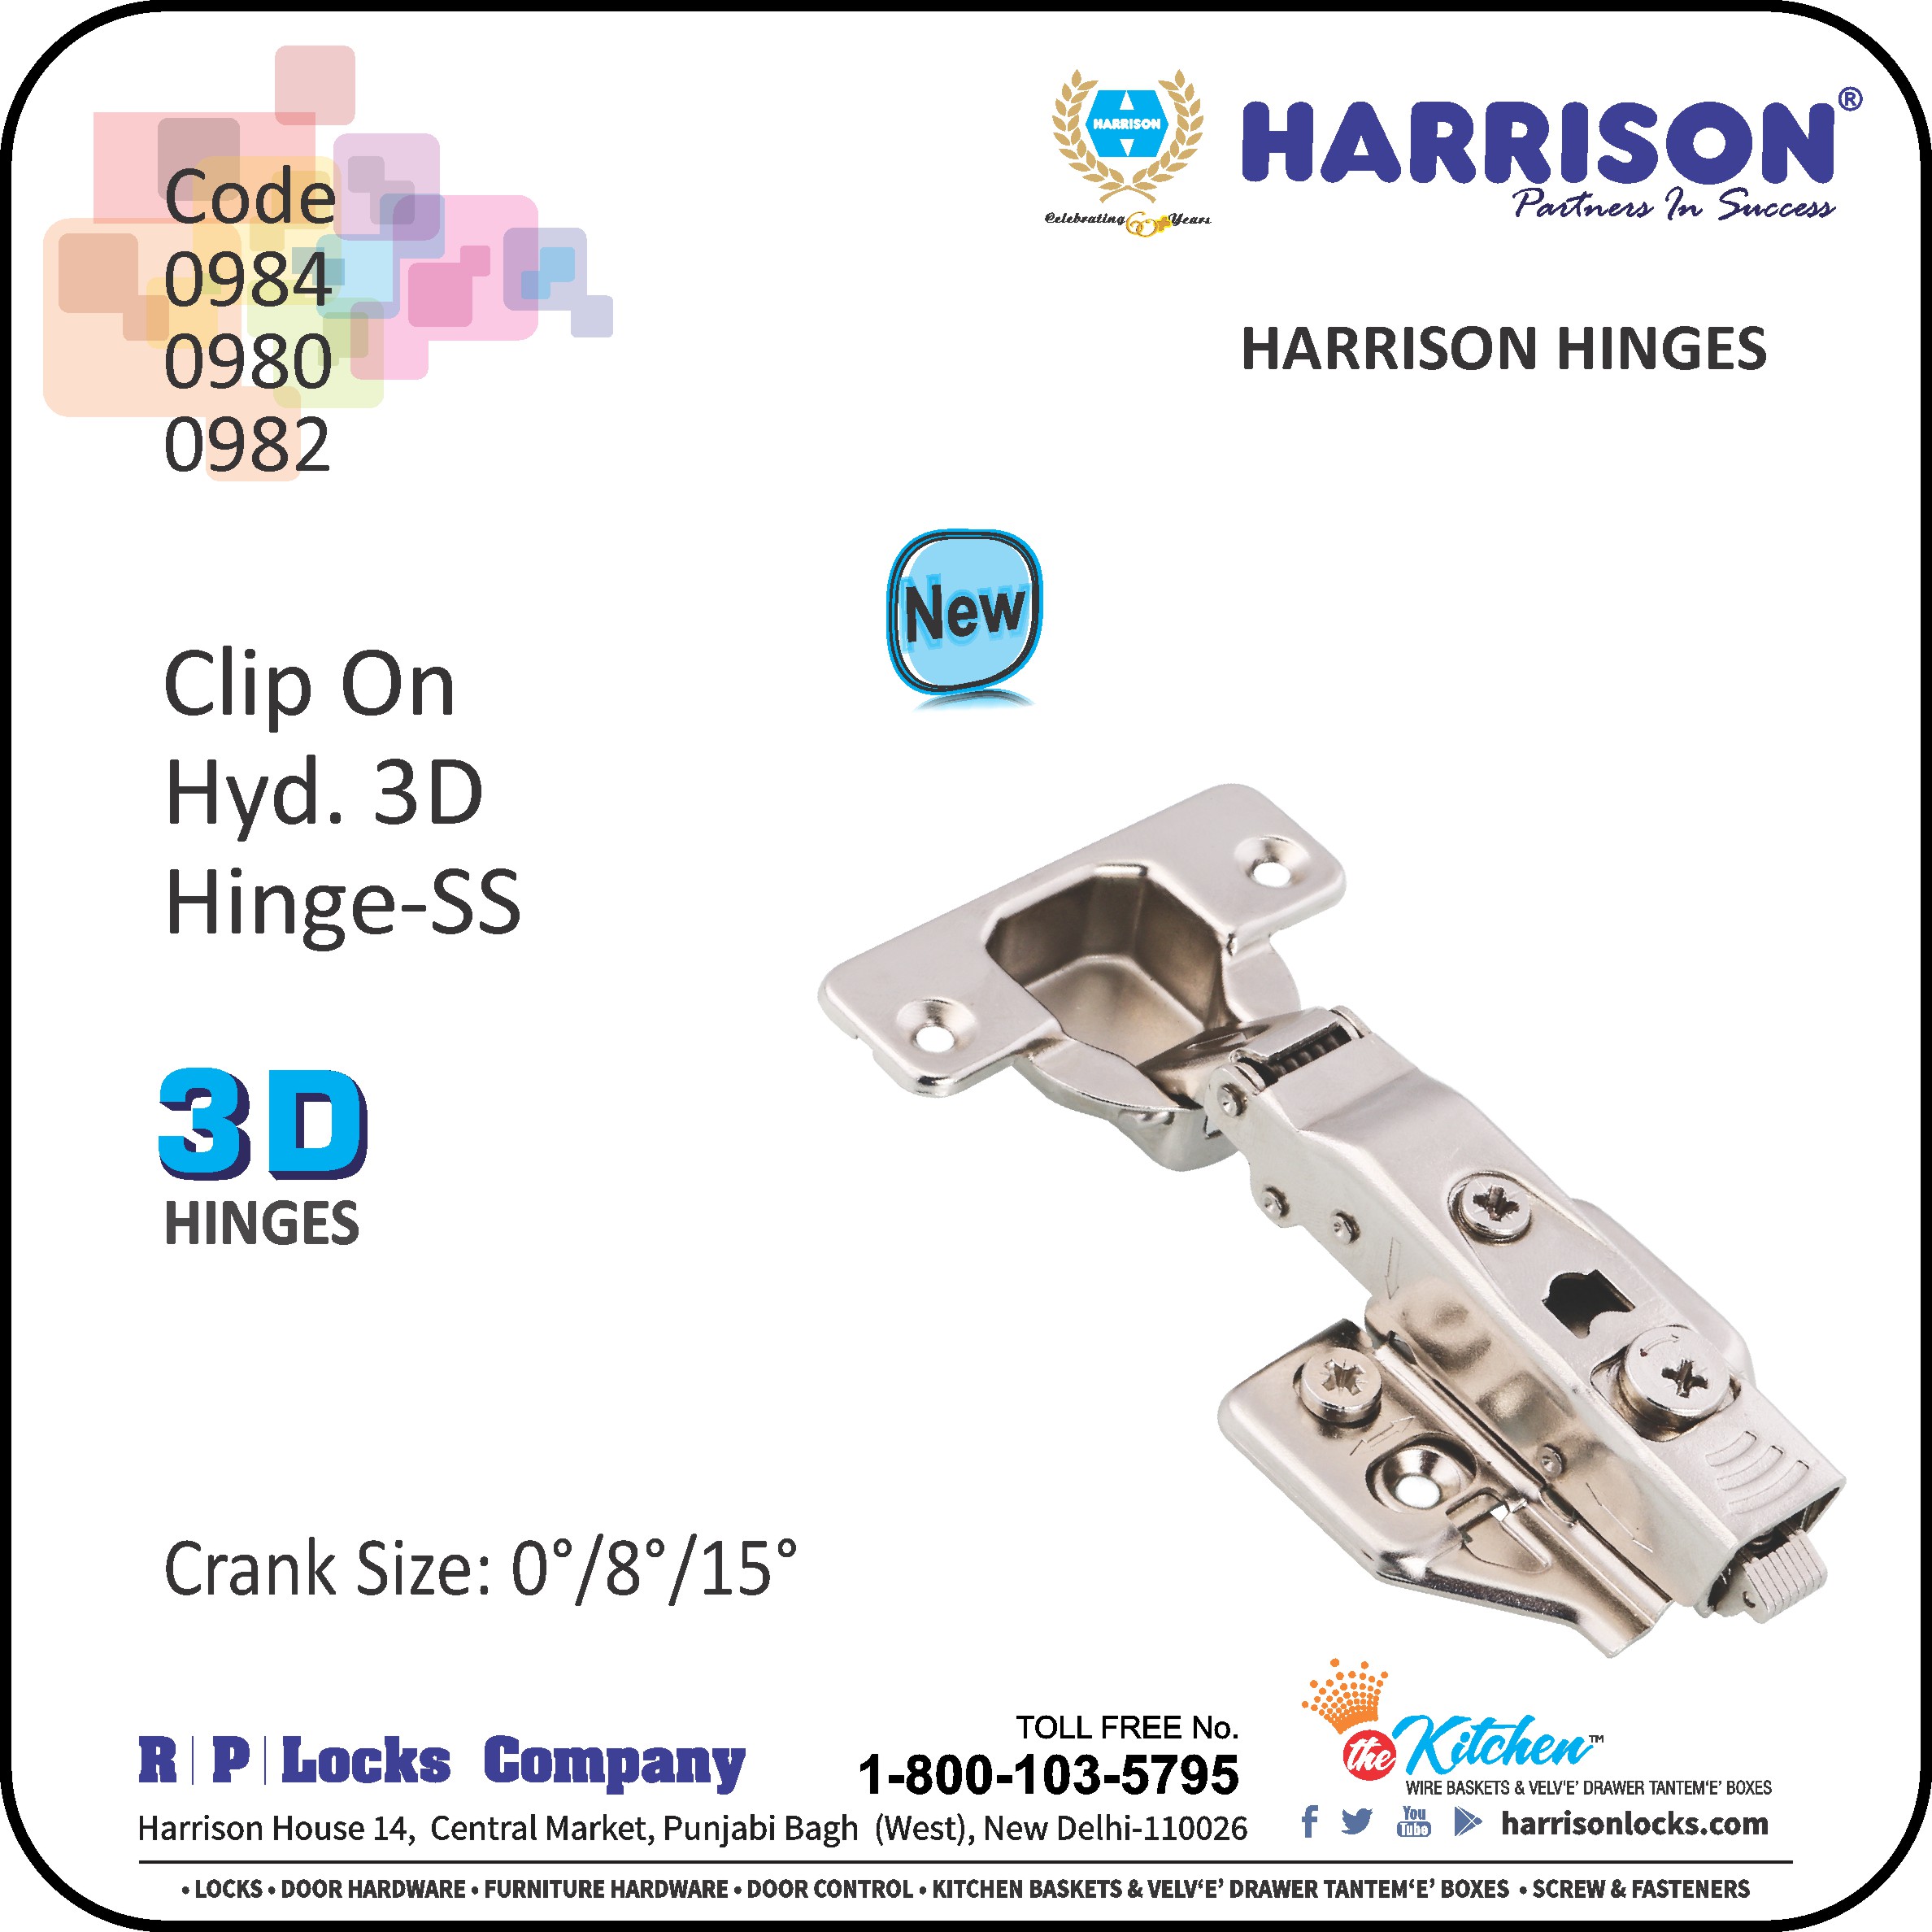 Code
0984
0980
0982
HARRISON
Celebrating 60+ Years
HARRISON®
Partners In Success
HARRISON HINGES
New
Clip On
Hyd. 3D
Hinge-SS
3D
HINGES
Crank Size: 0°/8°/15°
R|P|Locks Company
TOLL FREE No.
1-800-103-5795
the Kitchen™
WIRE BASKETS & VELV'E' DRAWER TANTEM'E' BOXES
Harrison House 14, Central Market, Punjabi Bagh (West), New Delhi-110026
f You Tube harrisonlocks.com
• LOCKS • DOOR HARDWARE • FURNITURE HARDWARE • DOOR CONTROL • KITCHEN BASKETS & VELV‘E’ DRAWER TANTEM‘E’ BOXES • SCREW & FASTENERS